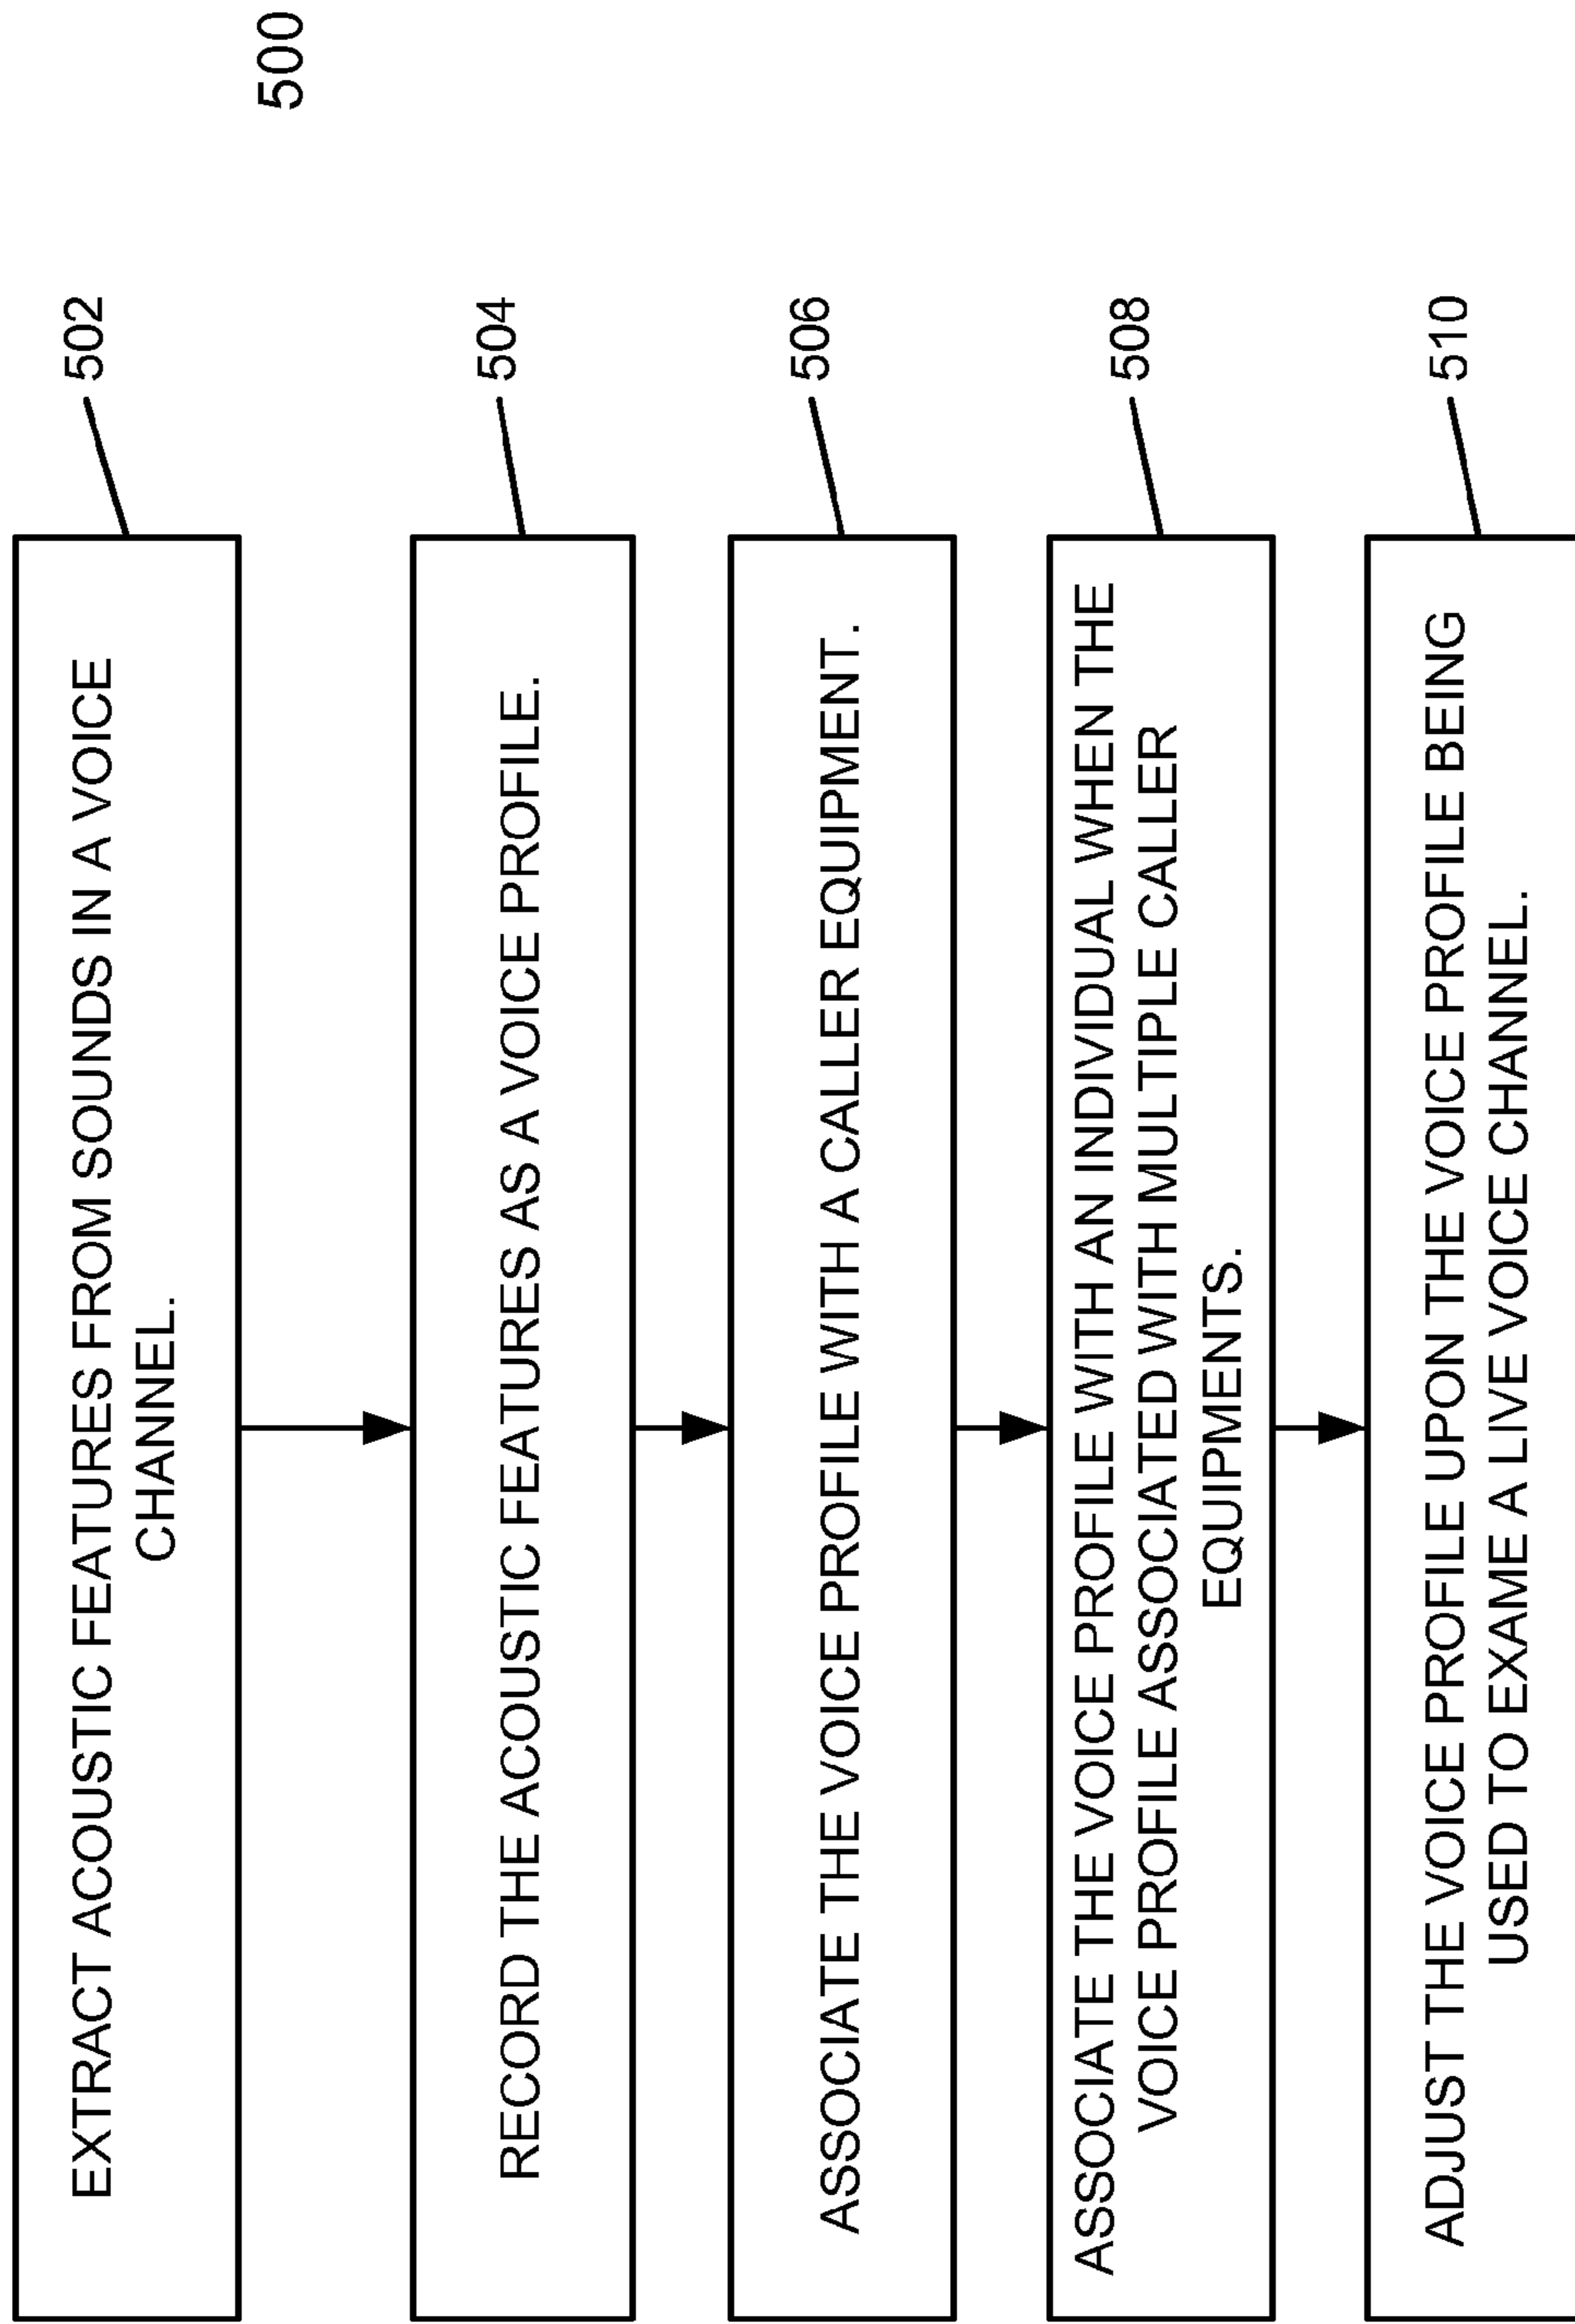 500
502
EXTRACT ACOUSTIC FEATURES FROM SOUNDS IN A VOICE
CHANNEL.
504
RECORD THE ACOUSTIC FEATURES AS A VOICE PROFILE.
506
ASSOCIATE THE VOICE PROFILE WITH A CALLER EQUIPMENT.
508
ASSOCIATE THE VOICE PROFILE WITH AN INDIVIDUAL WHEN THE
VOICE PROFILE ASSOCIATED WITH MULTIPLE CALLER
EQUIPMENTS.
510
ADJUST THE VOICE PROFILE UPON THE VOICE PROFILE BEING
USED TO EXAME A LIVE VOICE CHANNEL.